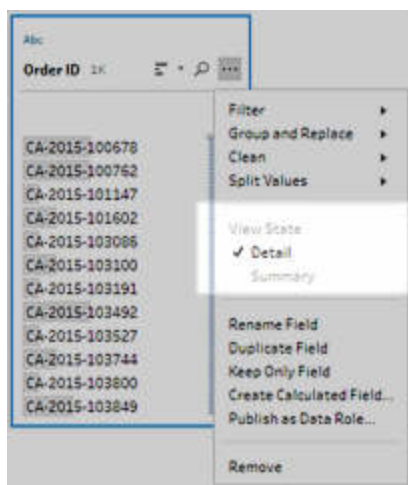 Abc
Order ID 1K
CA-2015-100678
CA-2015-100762
CA-2015-101147
CA-2015-101602
CA-2015-103086
CA-2015-103100
CA-2015-103191
CA-2015-103492
CA-2015-103527
CA-2015-103744
CA-2015-103800
CA-2015-103849
Filter
Group and Replace
Clean
Split Values
View State
✓ Detail
Summary
Rename Field
Duplicate Field
Keep Only Field
Create Calculated Field...
Publish as Data Role...
Remove